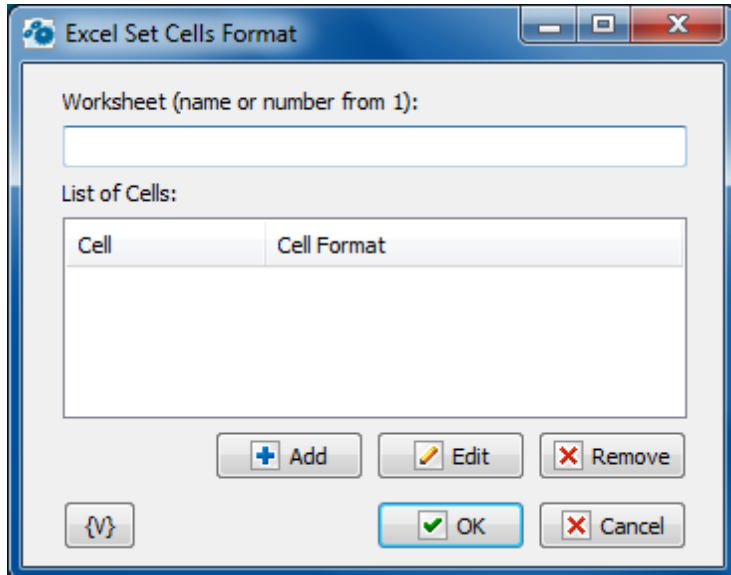 Excel Set Cells Format
Worksheet (name or number from 1):
List of Cells:
Cell Cell Format
Add Edit Remove
{V} OK Cancel